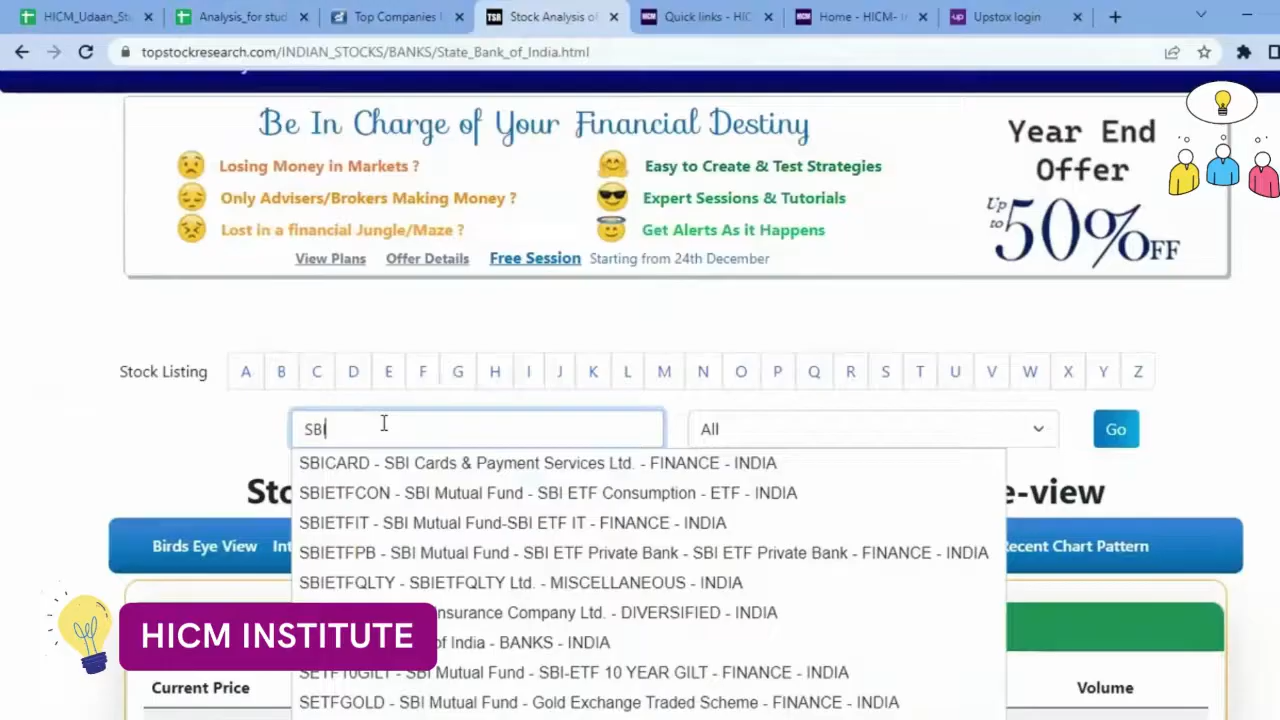 HICM_Udaan_St
Analysis_for stud
Top Companies
Stock Analysis o
Quick links - HIC
Home - HICM- I
Upstox login
topstockresearch.com/INDIAN_STOCKS/BANKS/State_Bank_of_India.html
Be In Charge of Your Financial Destiny
Losing Money in Markets ?
Easy to Create & Test Strategies
Only Advisers/Brokers Making Money ?
Expert Sessions & Tutorials
Lost in a financial Jungle/Maze ?
Get Alerts As it Happens
View Plans Offer Details Free Session Starting from 24th December
Year End
Offer
Up to 50% OFF
Stock Listing A B C D E F G H I J K L M N O P Q R S T U V W X Y Z
SBI
All
Go
SBICARD - SBI Cards & Payment Services Ltd. - FINANCE - INDIA
SBIETFCON - SBI Mutual Fund - SBI ETF Consumption - ETF - INDIA
SBIETFIT - SBI Mutual Fund-SBI ETF IT - FINANCE - INDIA
SBIETFPB - SBI Mutual Fund - SBI ETF Private Bank - SBI ETF Private Bank - FINANCE - INDIA
SBIETFQLTY - SBIETFQLTY Ltd. - MISCELLANEOUS - INDIA
nsurance Company Ltd. - DIVERSIFIED - INDIA
of India - BANKS - INDIA
SETF10GILT - SBI Mutual Fund - SBI-ETF 10 YEAR GILT - FINANCE - INDIA
SETFGOLD - SBI Mutual Fund - Gold Exchange Traded Scheme - FINANCE - INDIA
Sto
e-view
Birds Eye View Int
ecent Chart Pattern
HICM INSTITUTE
Current Price
Volume